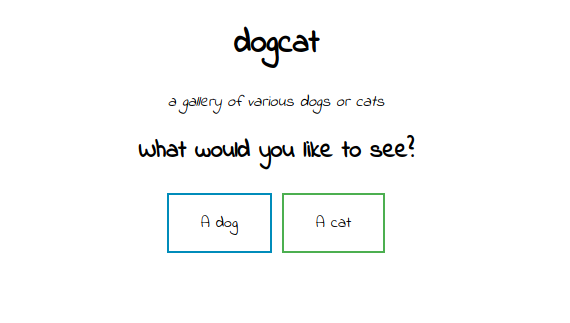 dogcat
a gallery of various dogs or cats
What would you like to see?
A dog
A cat